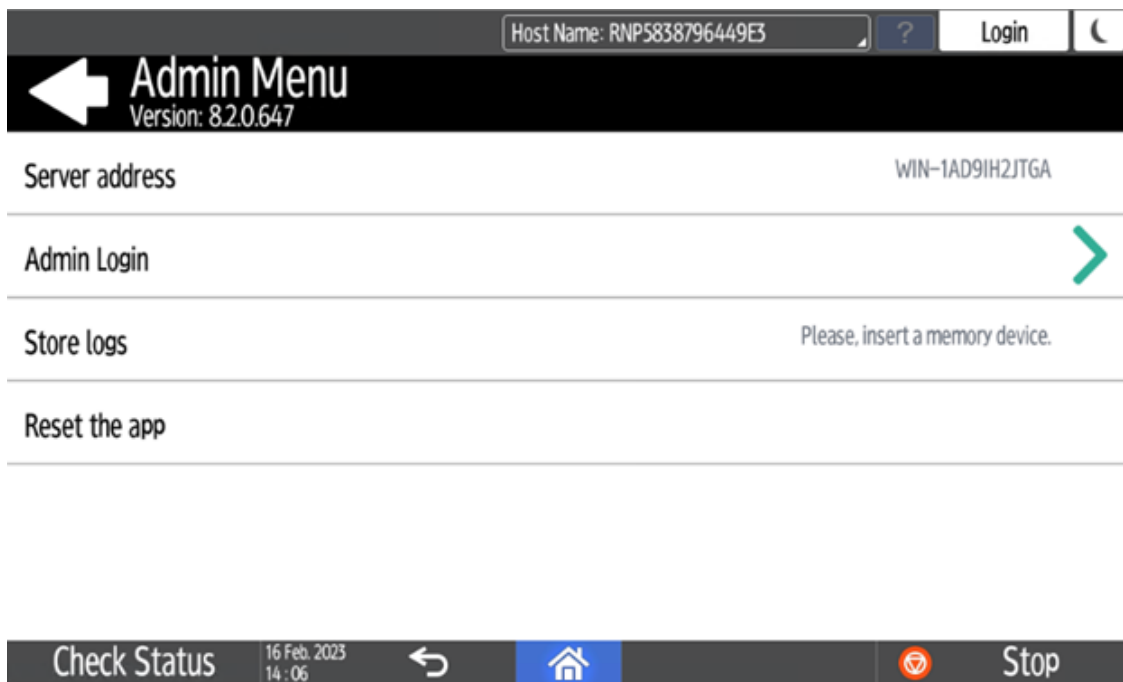 Host Name: RNP5838796449E3
?
Login
Admin Menu
Version: 8.2.0.647
Server address
WIN-1AD9IH2JTGA
Admin Login
Store logs
Please, insert a memory device.
Reset the app
Check Status
16 Feb. 2023
14 : 06
Stop